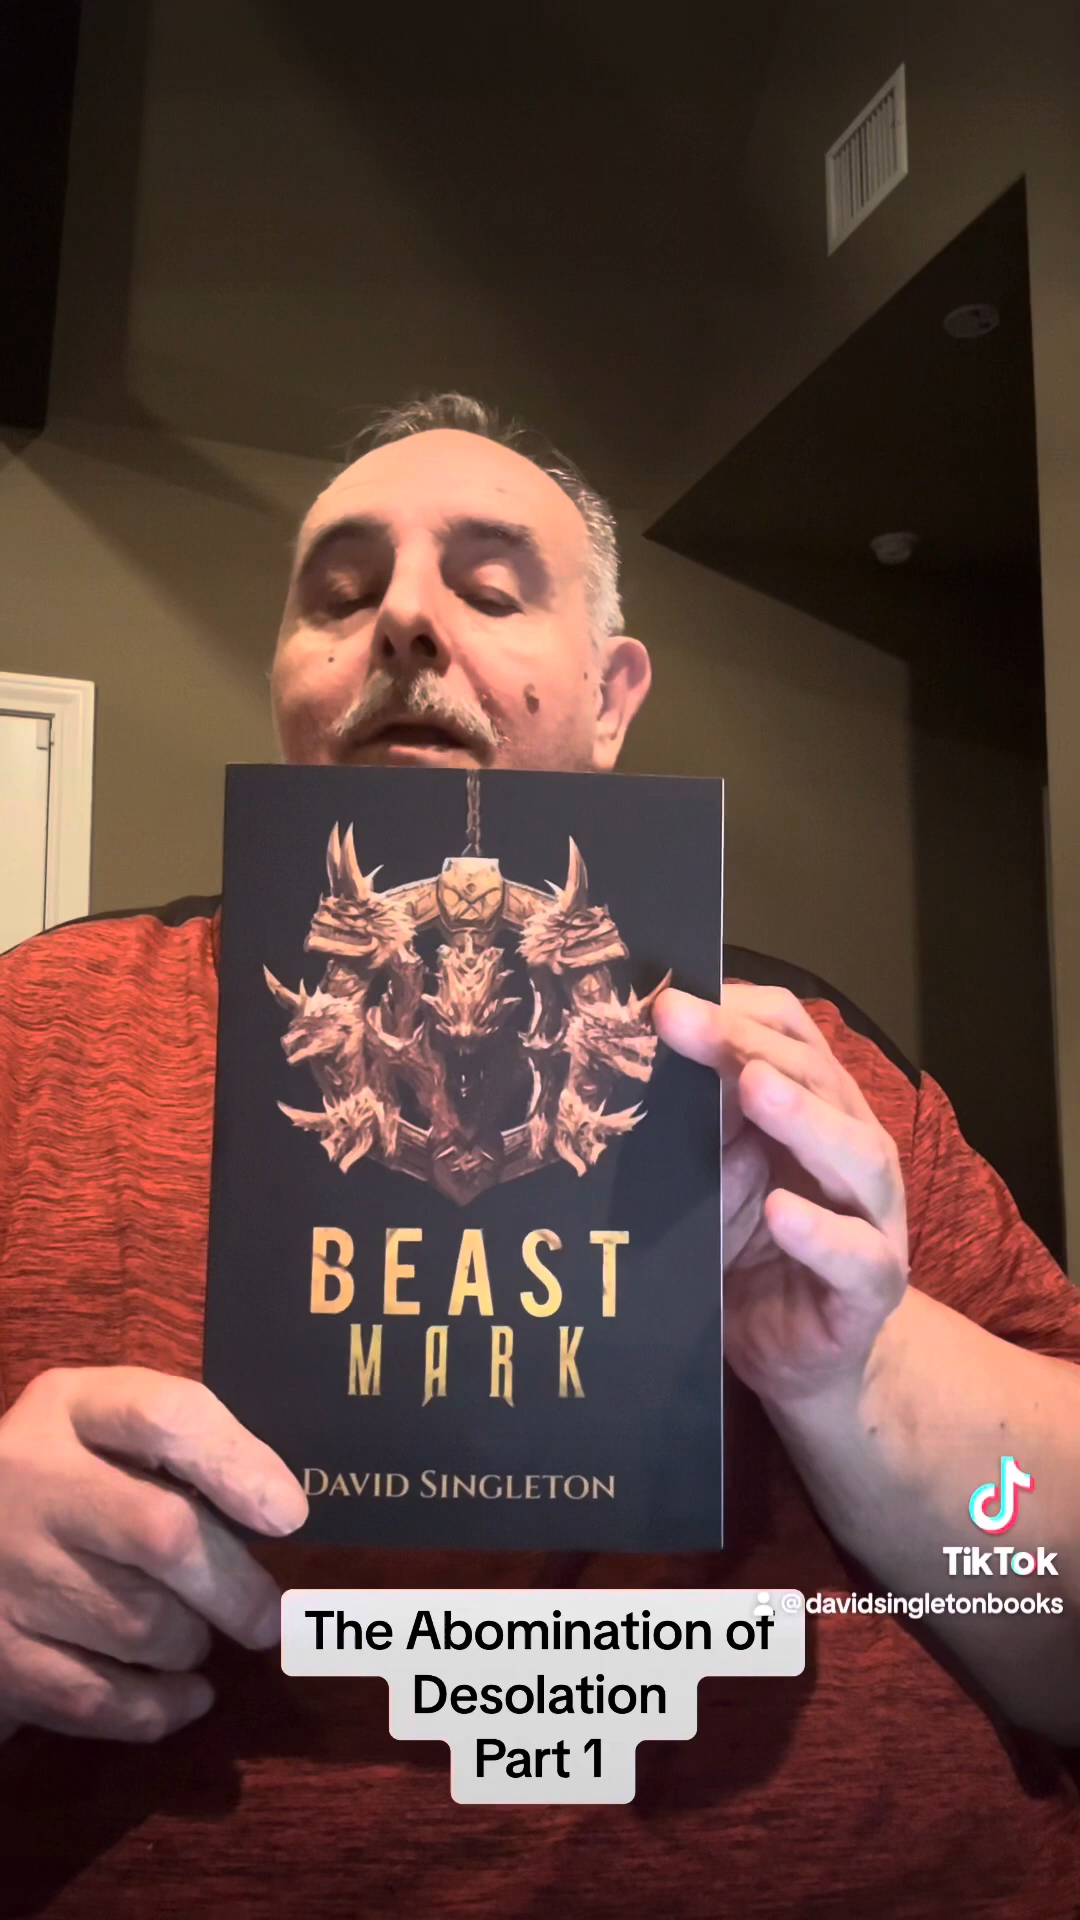 BEAST
MARK
DAVID SINGLETON
TikTok
@davidsingletonbooks
The Abomination of
Desolation
Part 1